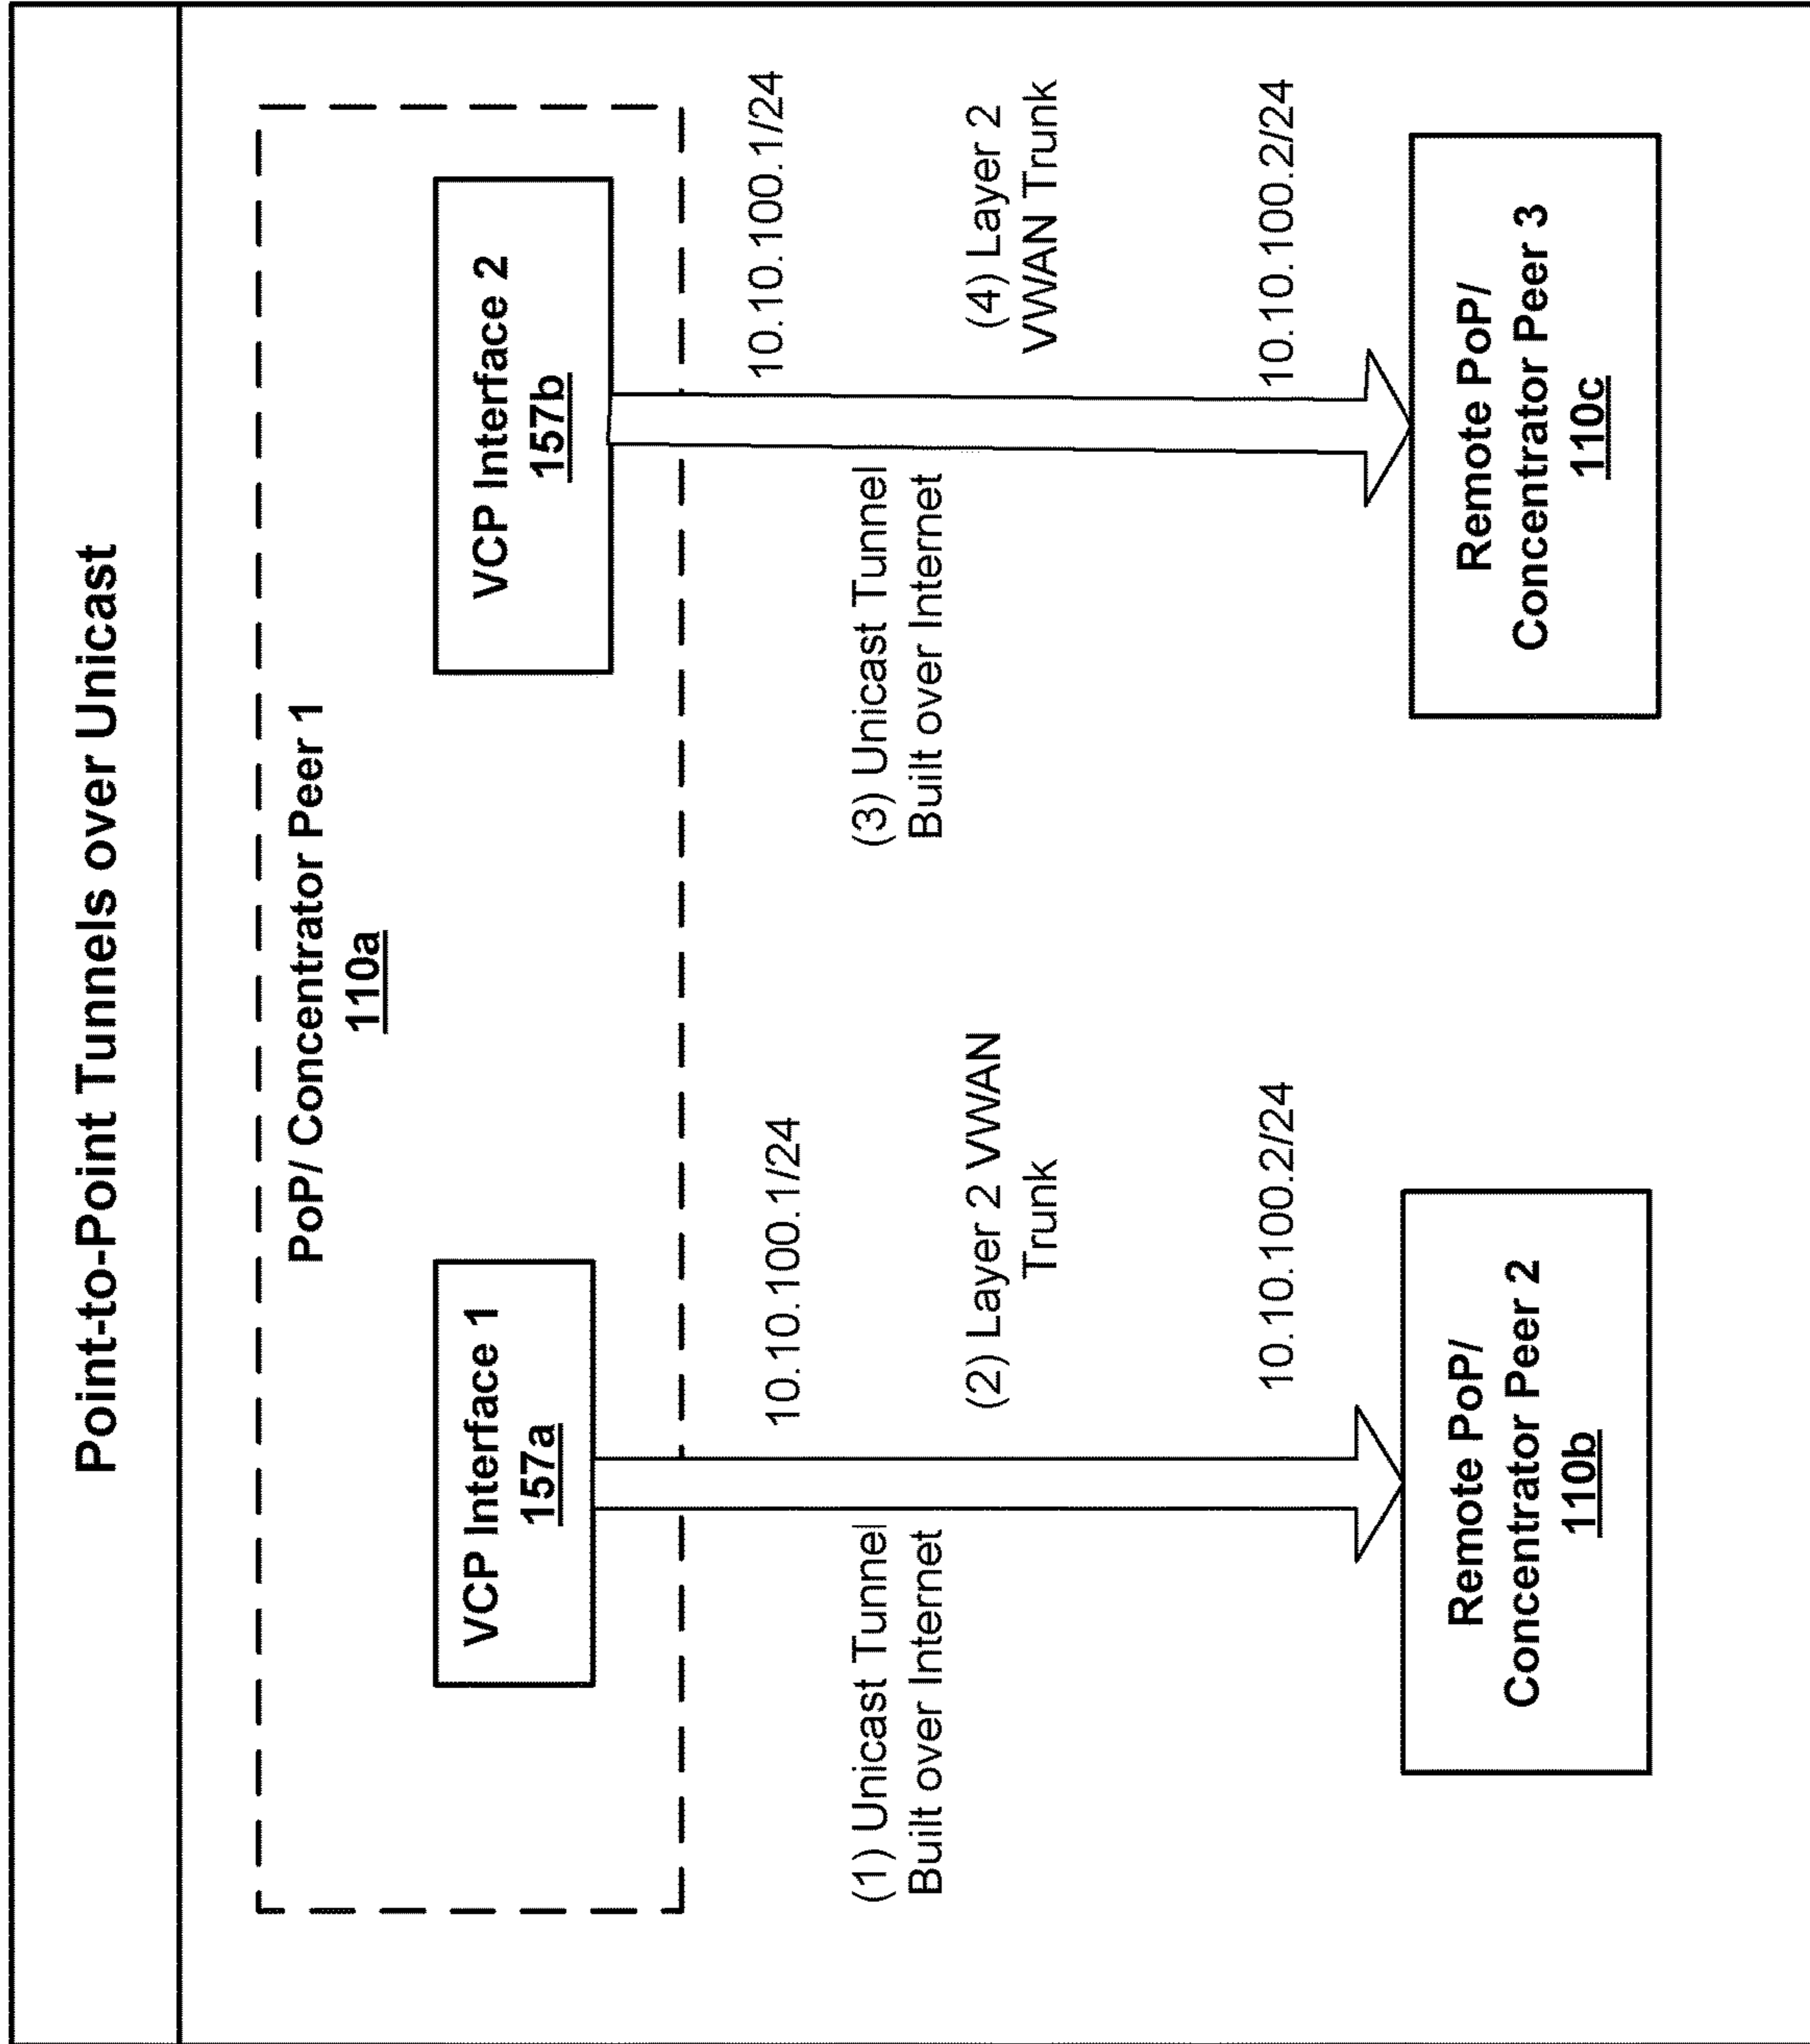 Point-to-Point Tunnels over Unicast
PoP/ Concentrator Peer 1
110a
VCP Interface 1
157a
VCP Interface 2
157b
10.10.100.1/24
10.10.100.1/24
(1) Unicast Tunnel
Built over Internet
(2) Layer 2 VWAN
Trunk
(3) Unicast Tunnel
Built over Internet
(4) Layer 2
VWAN Trunk
10.10.100.2/24
10.10.100.2/24
Remote PoP/
Concentrator Peer 2
110b
Remote PoP/
Concentrator Peer 3
110c